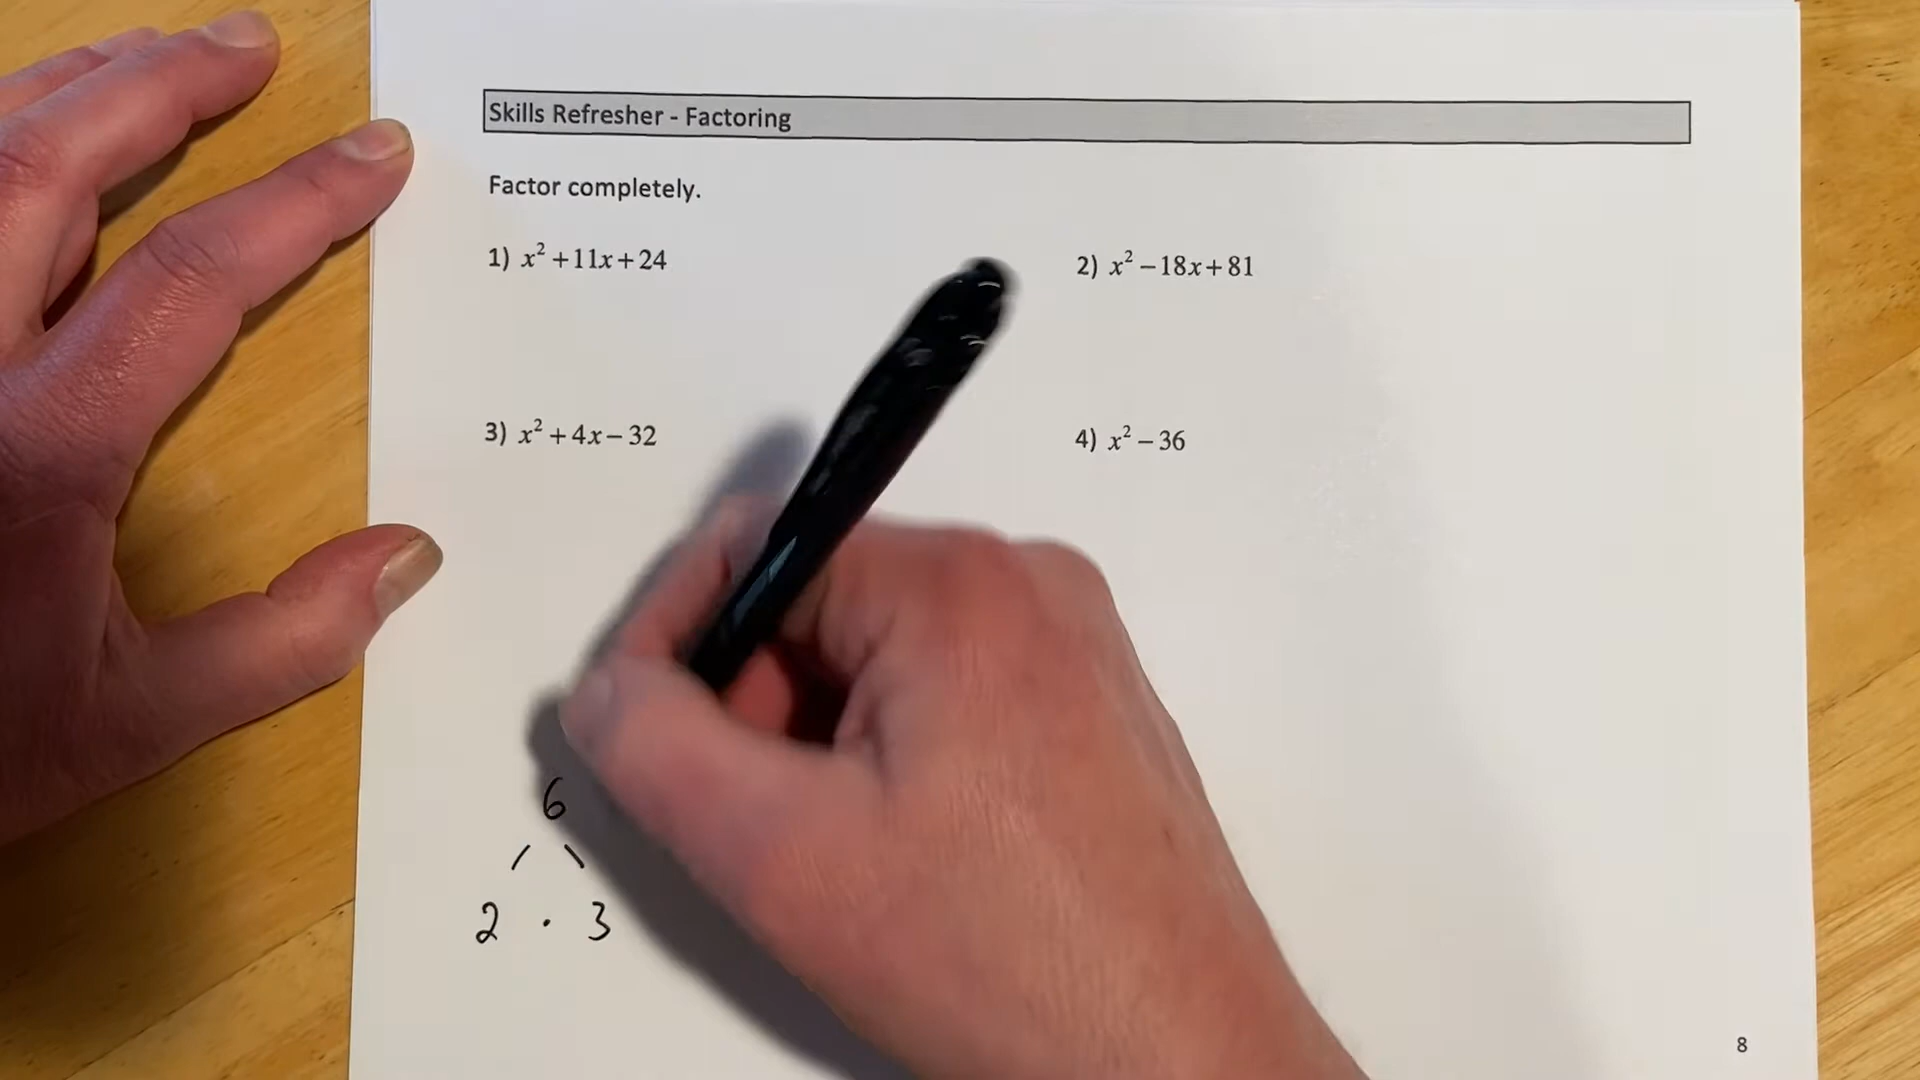 Skills Refresher - Factoring
Factor completely.
1) x² + 11x + 24
2) x² – 18x + 81
3) x² + 4x – 32
4) x² – 36
6
/ \
2 · 3
8